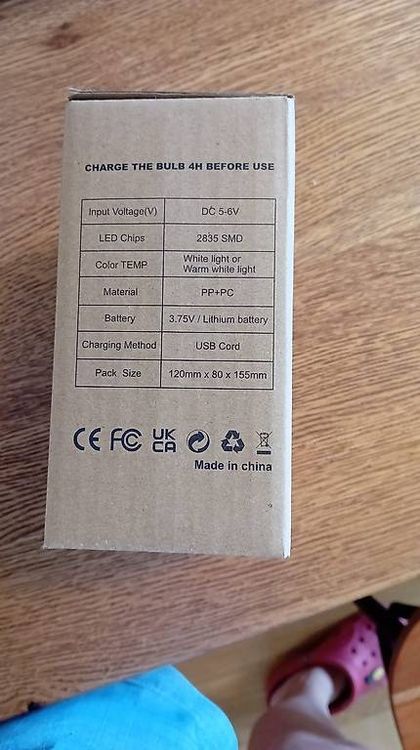 CHARGE THE BULB 4H BEFORE USE
Input Voltage(V) DC 5-6V
LED Chips 2835 SMD
Color TEMP White light or
Warm white light
Material PP+PC
Battery 3.75V / Lithium battery
Charging Method USB Cord
Pack Size 120mm x 80 x 155mm
CE FC UK
CA
Made in china